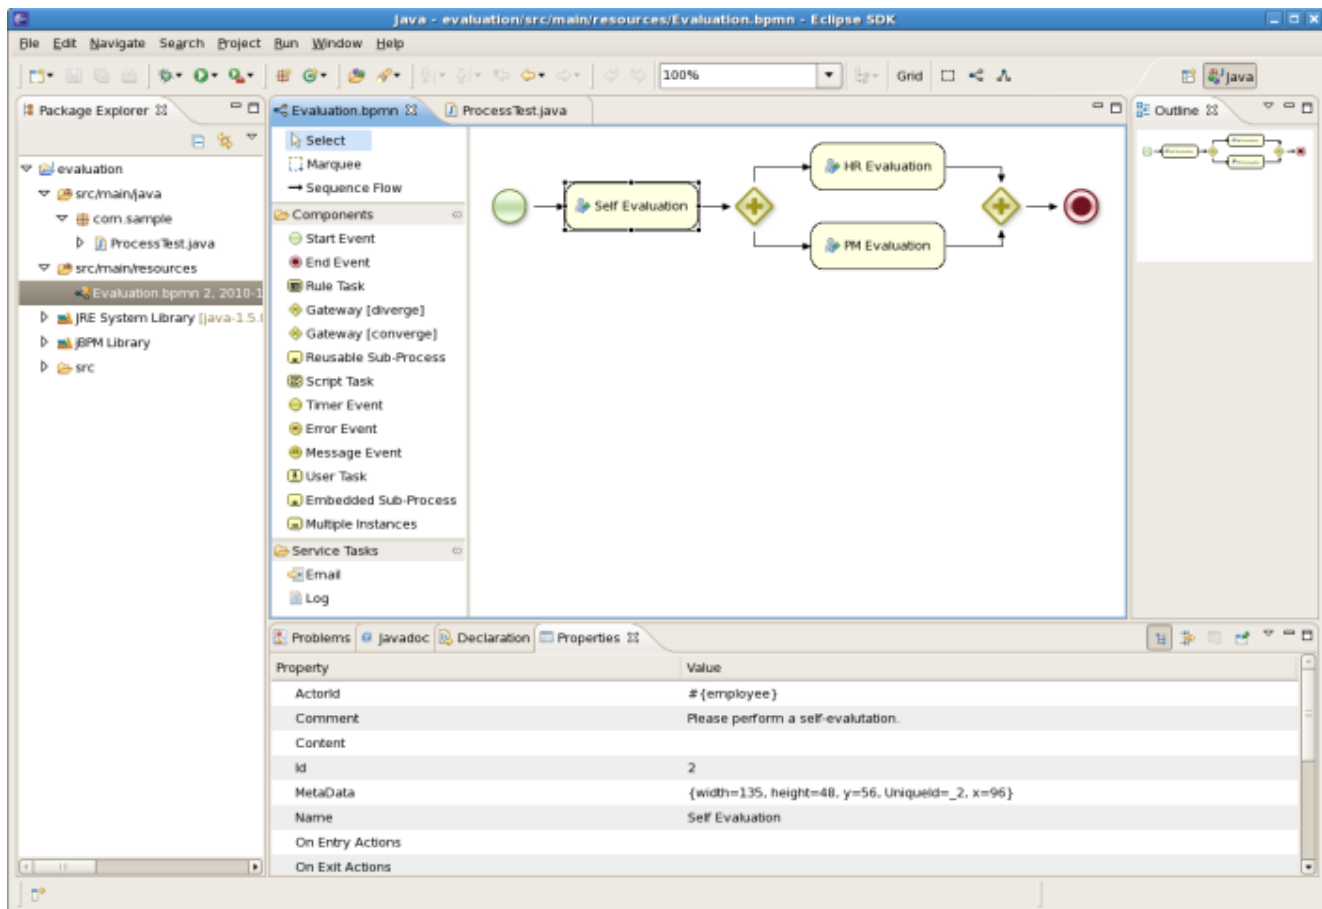 Java - evaluation/src/main/resources/Evaluation.bpmn - Eclipse SDK
File Edit Navigate Search Project Run Window Help
100% Grid Java
Package Explorer
evaluation
src/main/java
com.sample
ProcessTest.java
src/main/resources
Evaluation.bpmn 2, 2010-1
JRE System Library [java-1.5.
jBPM Library
src
Evaluation.bpmn ProcessTest.java
Select
Marquee
Sequence Flow
Components
Start Event
End Event
Rule Task
Gateway [diverge]
Gateway [converge]
Reusable Sub-Process
Script Task
Timer Event
Error Event
Message Event
User Task
Embedded Sub-Process
Multiple Instances
Service Tasks
Email
Log
Self Evaluation
HR Evaluation
PM Evaluation
Outline
Problems Javadoc Declaration Properties
Property Value
ActorId #{employee}
Comment Please perform a self-evalutation.
Content
Id 2
MetaData {width=135, height=48, y=56, UniqueId=_2, x=96}
Name Self Evaluation
On Entry Actions
On Exit Actions